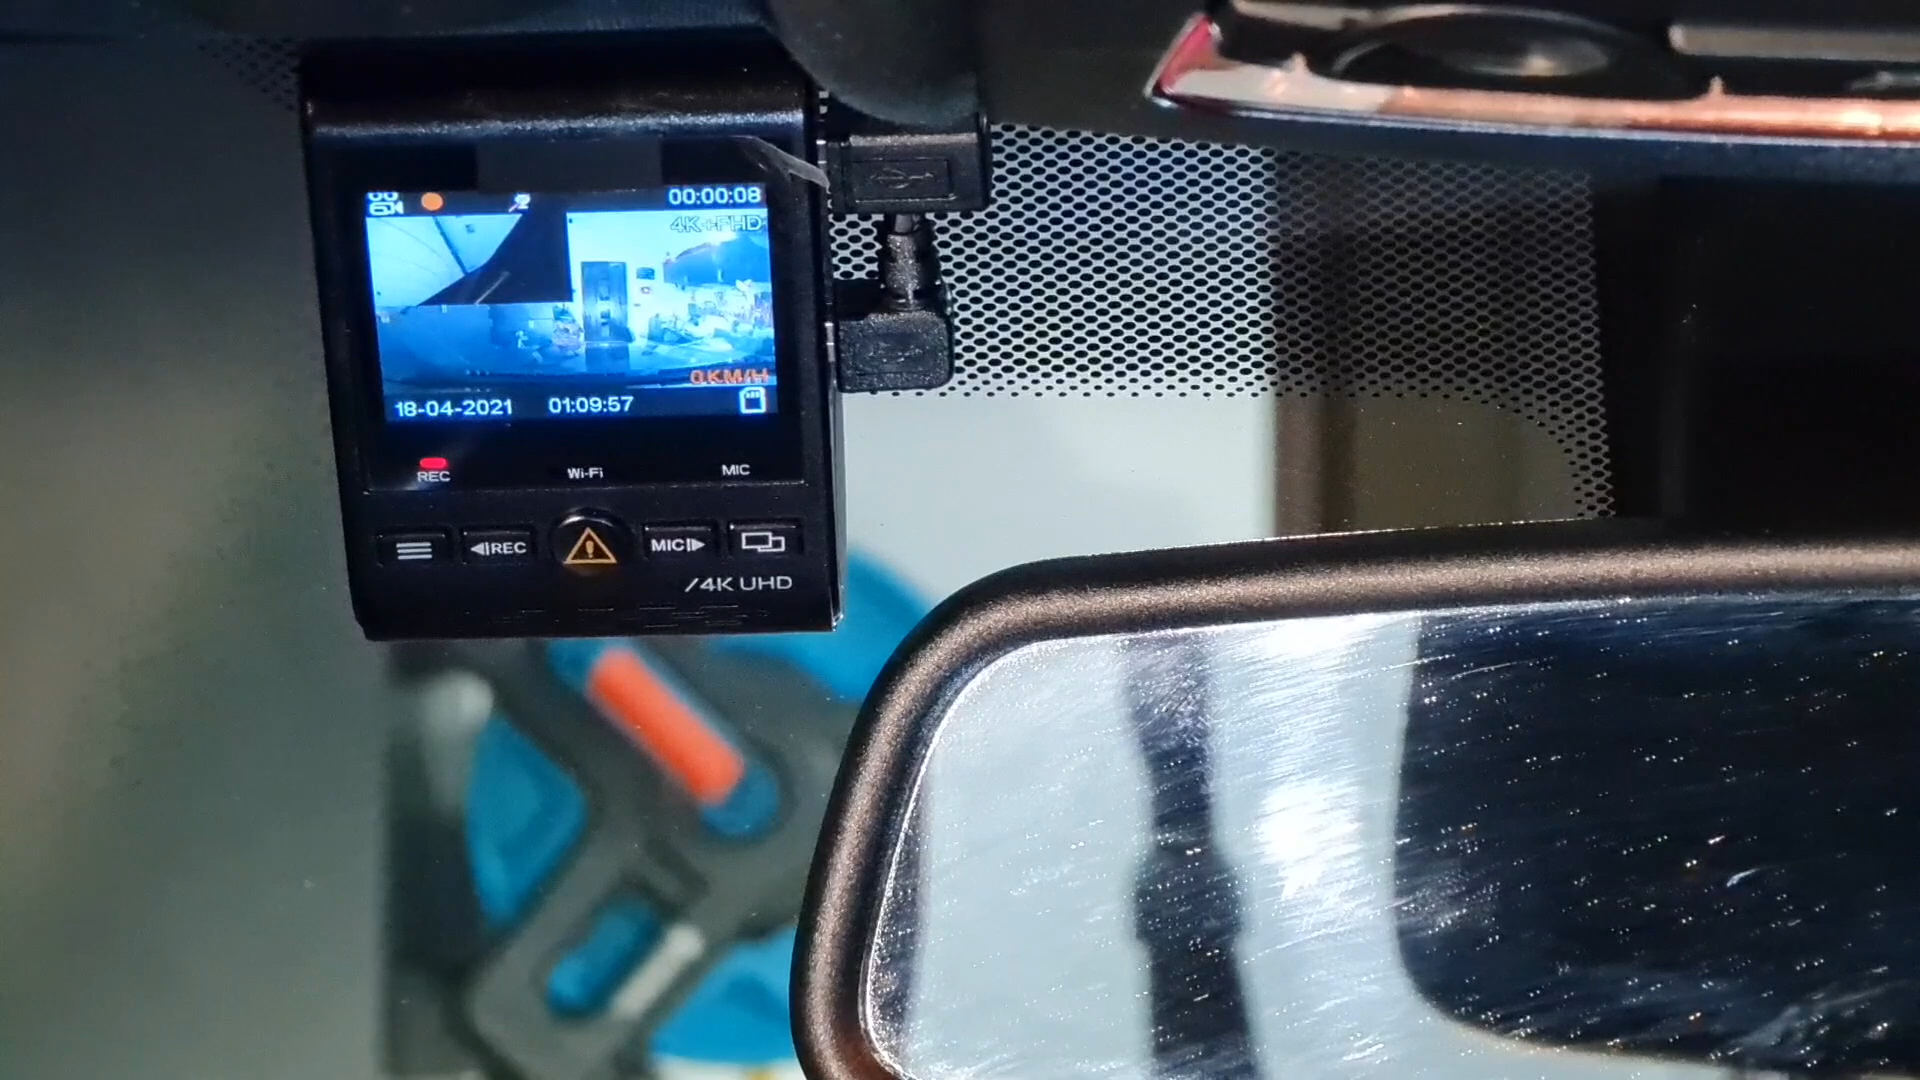 00:00:08
4K+FHD
0KM/H
18-04-2021 01:09:57
REC Wi-Fi MIC
REC MIC
/4K UHD